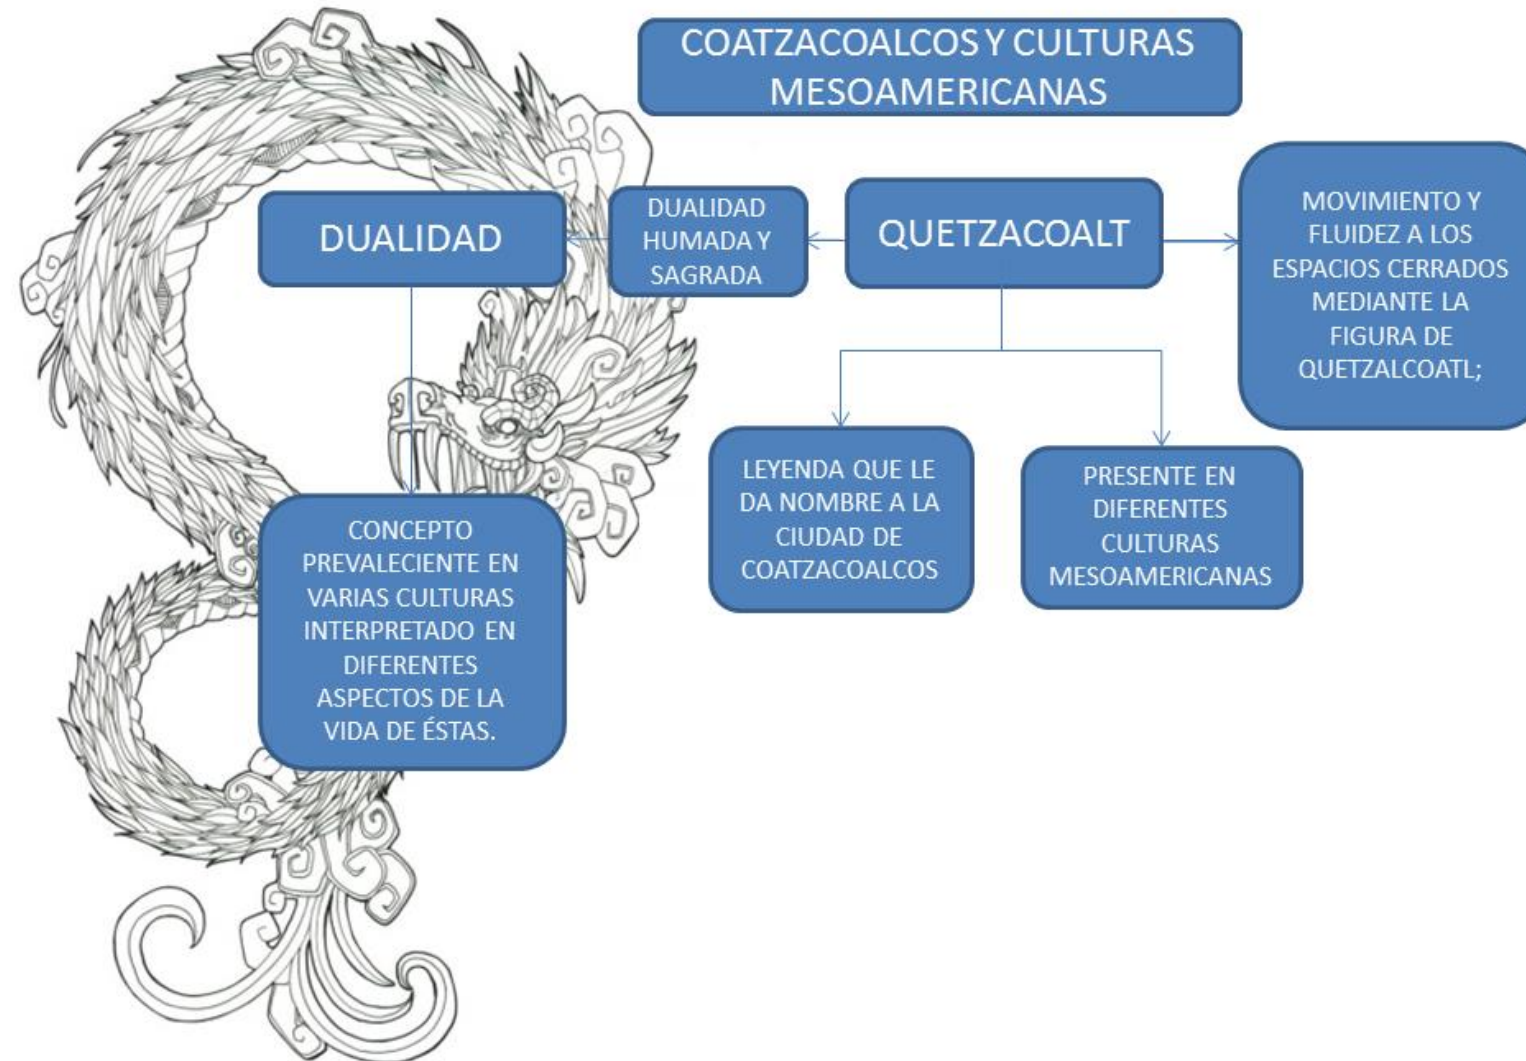 COATZACOALCOS Y CULTURAS
MESOAMERICANAS
DUALIDAD
DUALIDAD
HUMADA Y
SAGRADA
QUETZACOALT
MOVIMIENTO Y
FLUIDEZ A LOS
ESPACIOS CERRADOS
MEDIANTE LA
FIGURA DE
QUETZALCOATL;
LEYENDA QUE LE
DA NOMBRE A LA
CIUDAD DE
COATZACOALCOS
PRESENTE EN
DIFERENTES
CULTURAS
MESOAMERICANAS
CONCEPTO
PREVALECIENTE EN
VARIAS CULTURAS
INTERPRETADO EN
DIFERENTES
ASPECTOS DE LA
VIDA DE ÉSTAS.